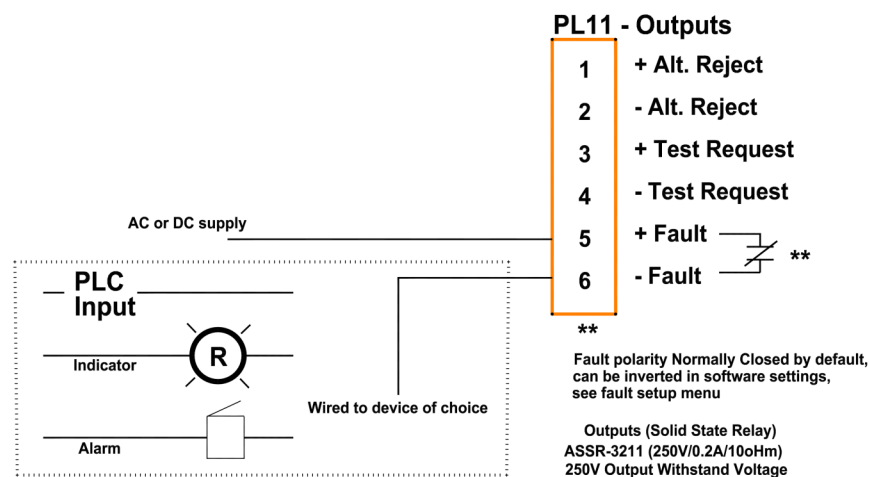 PL11 - Outputs
1 + Alt. Reject
2 - Alt. Reject
3 + Test Request
4 - Test Request
AC or DC supply
5 + Fault
**
6 - Fault
PLC
Input
**
Indicator
R
Fault polarity Normally Closed by default,
can be inverted in software settings,
see fault setup menu
Wired to device of choice
Alarm
Outputs (Solid State Relay)
ASSR-3211 (250V/0.2A/10oHm)
250V Output Withstand Voltage